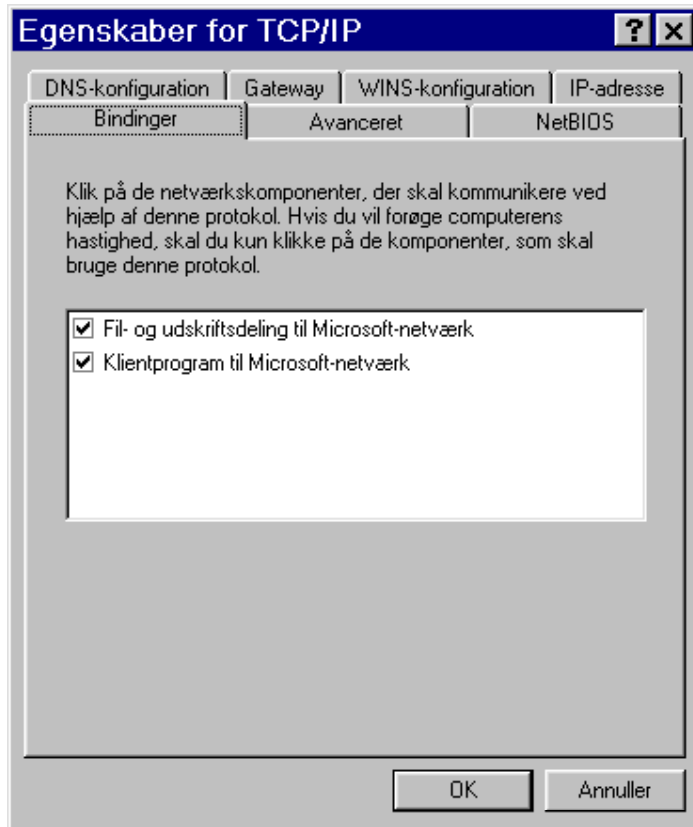 Egenskaber for TCP/IP
DNS-konfiguration Gateway WINS-konfiguration IP-adresse
Bindinger Avanceret NetBIOS
Klik på de netværkskomponenter, der skal kommunikere ved
hjælp af denne protokol. Hvis du vil forøge computerens
hastighed, skal du kun klikke på de komponenter, som skal
bruge denne protokol.
Fil- og udskriftsdeling til Microsoft-netværk
Klientprogram til Microsoft-netværk
OK Annuller